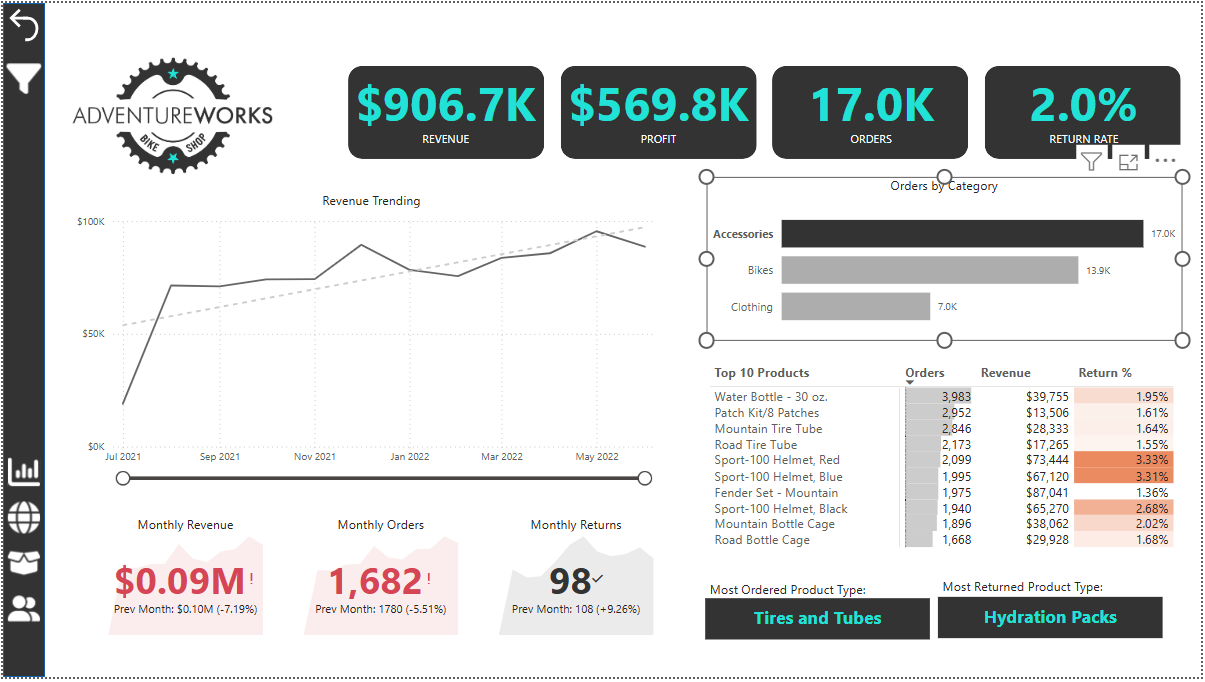 ADVENTUREWORKS
BIKE SHOP
$906.7K
REVENUE
$569.8K
PROFIT
17.0K
ORDERS
2.0%
RETURN RATE
Revenue Trending
$100K
$50K
$0K
Jul 2021
Sep 2021
Nov 2021
Jan 2022
Mar 2022
May 2022
Orders by Category
Accessories 17.0K
Bikes 13.9K
Clothing 7.0K
Top 10 Products Orders Revenue Return %
Water Bottle - 30 oz. 3,983 $39,755 1.95%
Patch Kit/8 Patches 2,952 $13,506 1.61%
Mountain Tire Tube 2,846 $28,333 1.64%
Road Tire Tube 2,173 $17,265 1.55%
Sport-100 Helmet, Red 2,099 $73,444 3.33%
Sport-100 Helmet, Blue 1,995 $67,120 3.31%
Fender Set - Mountain 1,975 $87,041 1.36%
Sport-100 Helmet, Black 1,940 $65,270 2.68%
Mountain Bottle Cage 1,896 $38,062 2.02%
Road Bottle Cage 1,668 $29,928 1.68%
Monthly Revenue
$0.09M!
Prev Month: $0.10M (-7.19%)
Monthly Orders
1,682!
Prev Month: 1780 (-5.51%)
Monthly Returns
98✓
Prev Month: 108 (+9.26%)
Most Ordered Product Type:
Tires and Tubes
Most Returned Product Type:
Hydration Packs